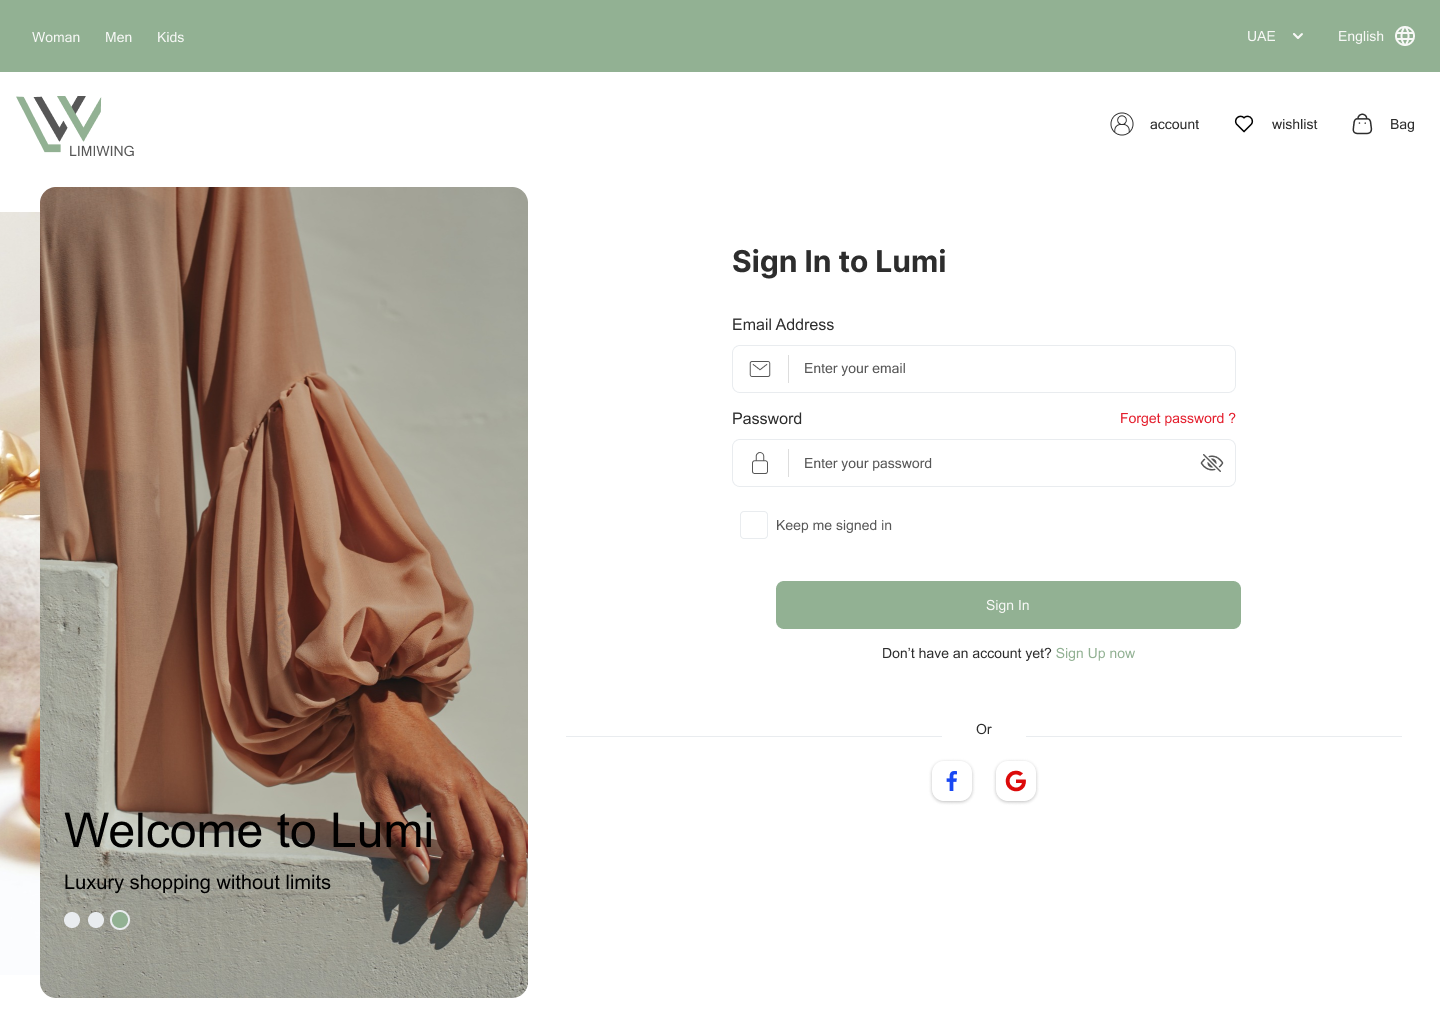 Woman Men Kids UAE English
LIMIWING
account wishlist Bag
Sign In to Lumi
Email Address
Enter your email
Password Forget password ?
Enter your password
Keep me signed in
Sign In
Don't have an account yet? Sign Up now
Or
Welcome to Lumi
Luxury shopping without limits